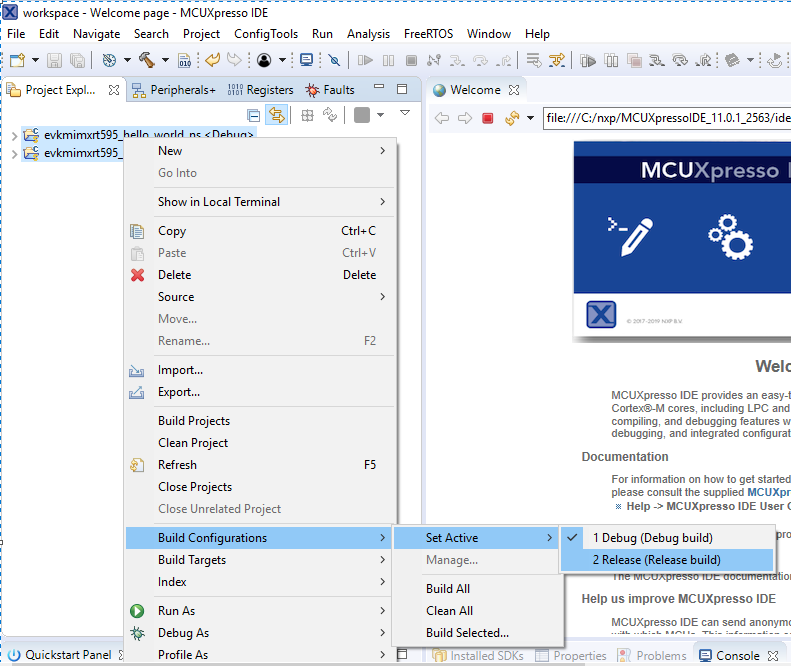 workspace - Welcome page - MCUXpresso IDE
File Edit Navigate Search Project ConfigTools Run Analysis FreeRTOS Window Help
Project Expl... Peripherals+ Registers Faults
Welcome
file:///C:/nxp/MCUXpressoIDE_11.0.1_2563/ide
evkmimxrt595_hello_world_ns <Debug>
evkmimxrt595_
New
Go Into
Show in Local Terminal
Copy Ctrl+C
Paste Ctrl+V
Delete Delete
Source
Move...
Rename... F2
Import...
Export...
Build Projects
Clean Project
Refresh F5
Close Projects
Close Unrelated Project
Build Configurations
Build Targets
Index
Run As
Debug As
Profile As
Set Active
Manage...
Build All
Clean All
Build Selected...
1 Debug (Debug build)
2 Release (Release build)
MCUXpresso
© 2017-2019 NXP B.V.
Welc
MCUXpresso IDE provides an easy-t
Cortex®-M cores, including LPC and
compiling, and debugging features w
debugging, and integrated configurat
Documentation
For information on how to get started
please consult the supplied MCUXpr
Help -> MCUXpresso IDE User G
The MCUXpresso IDE documentation
Help us improve MCUXpresso IDE
MCUXpresso IDE can send anonymo
with which MCUs. This information
Quickstart Panel
Installed SDKs Properties Problems Console